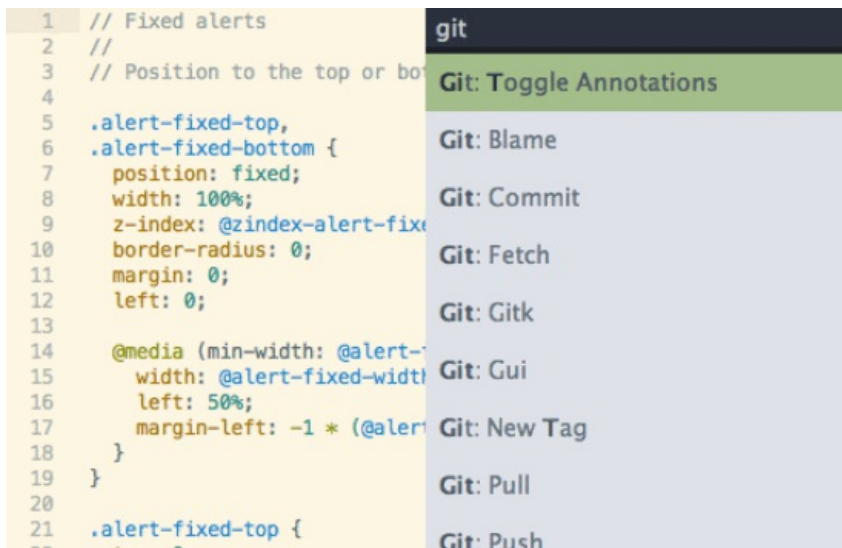 1 // Fixed alerts
2 //
3 // Position to the top or
4
5 .alert-fixed-top,
6 .alert-fixed-bottom {
7 position: fixed;
8 width: 100%;
9 z-index: @zindex-alert-fixe
10 border-radius: 0;
11 margin: 0;
12 left: 0;
13
14 @media (min-width: @alert-
15 width: @alert-fixed-width
16 left: 50%;
17 margin-left: -1 * (@alert
18 }
19 }
20
21 .alert-fixed-top {
git
Git: Toggle Annotations
Git: Blame
Git: Commit
Git: Fetch
Git: Gitk
Git: Gui
Git: New Tag
Git: Pull
Git: Push